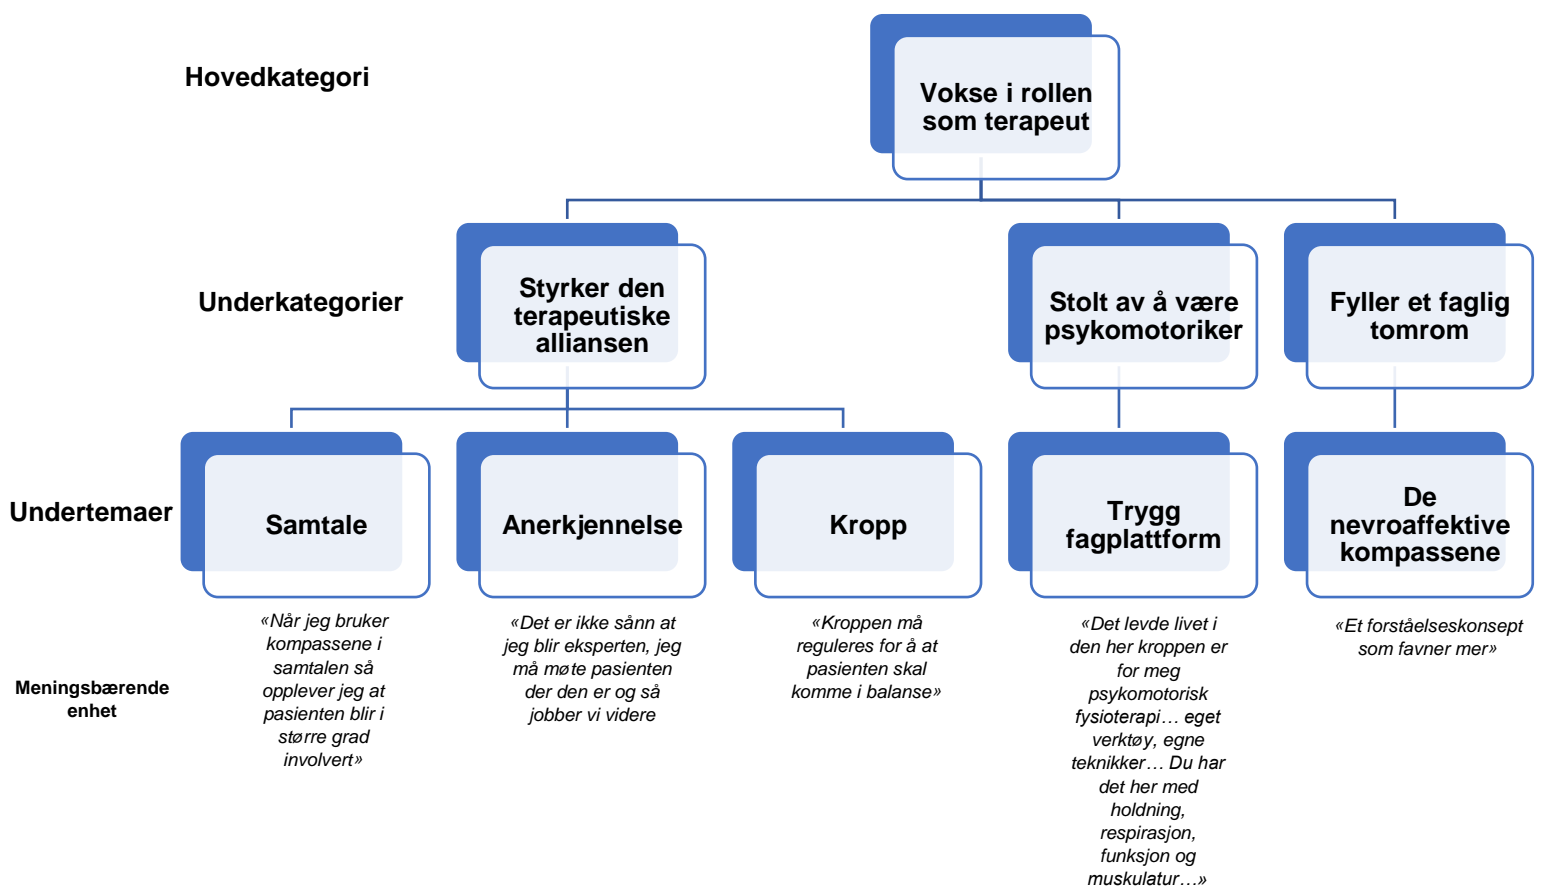 Hovedkategori
Vokse i rollen
som terapeut
Underkategorier
Styrker den
terapeutiske
alliansen
Stolt av å være
psykomotoriker
Fyller et faglig
tomrom
Undertemaer
Samtale
Anerkjennelse
Kropp
Trygg
fagplattform
De
nevroaffektive
kompassene
Meningsbærende
enhet
«Når jeg bruker
kompassene i
samtalen så
opplever jeg at
pasienten blir i
større grad
involvert»
«Det er ikke sånn at
jeg blir eksperten, jeg
må møte pasienten
der den er og så
jobber vi videre
«Kroppen må
reguleres for å at
pasienten skal
komme i balanse»
«Det levde livet i
den her kroppen er
for meg
psykomotorisk
fysioterapi… eget
verktøy, egne
teknikker… Du har
det her med
holdning,
respirasjon,
funksjon og
muskulatur…»
«Et forståelseskonsept
som favner mer»